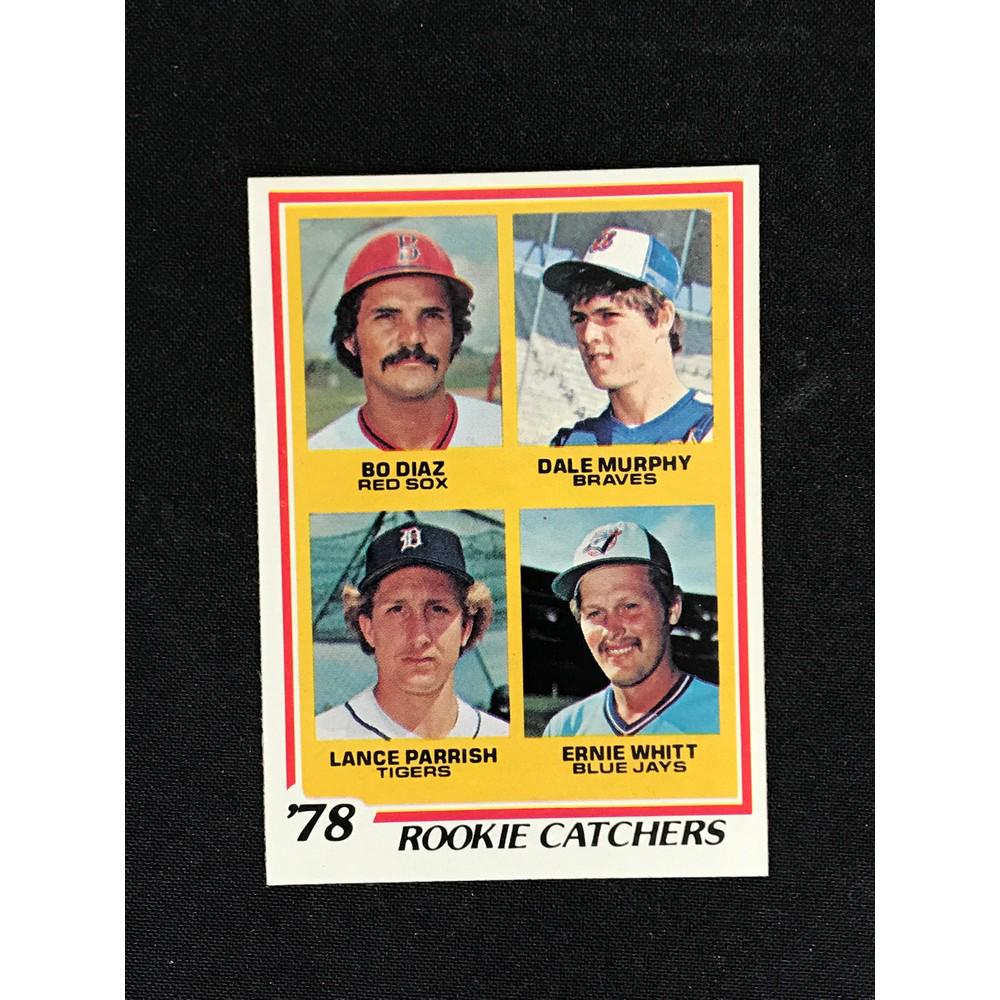 B
BO DIAZ
RED SOX
DALE MURPHY
BRAVES
D
LANCE PARRISH
TIGERS
ERNIE WHITT
BLUE JAYS
'78
ROOKIE CATCHERS